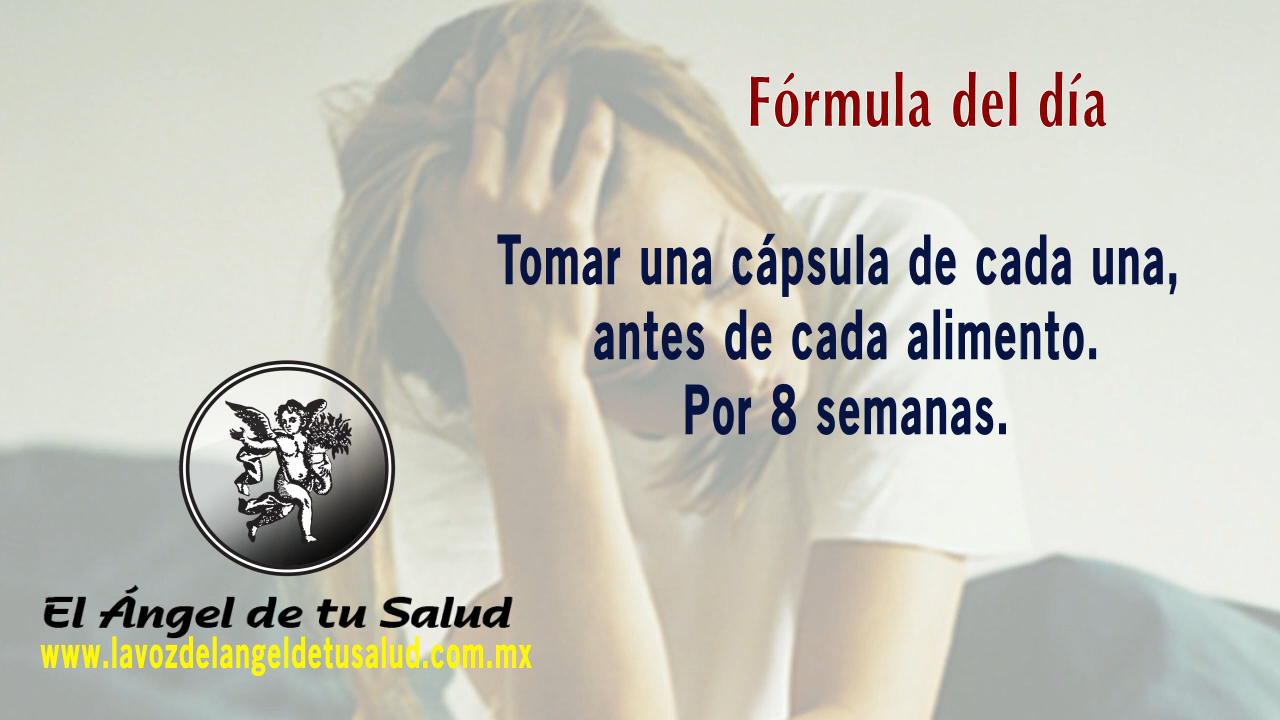 Fórmula del día
Tomar una cápsula de cada una,
antes de cada alimento.
Por 8 semanas.
El Ángel de tu Salud
www.lavozdelangeldetusalud.com.mx